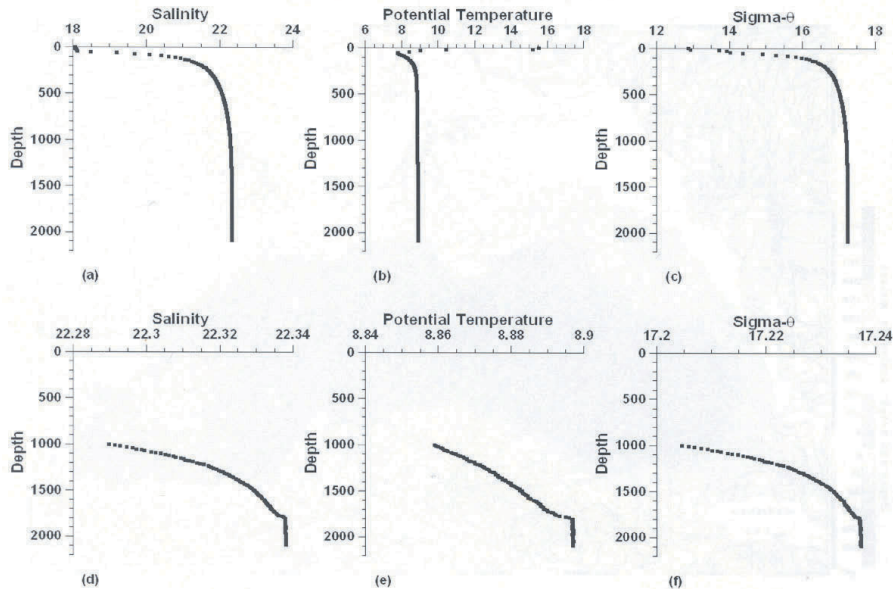 Salinity
18 20 22 24
0
500
1000
1500
2000
Depth
(a)
Potential Temperature
6 8 10 12 14 16 18
0
500
1000
1500
2000
Depth
(b)
Sigma-θ
12 14 16 18
0
500
1000
1500
2000
Depth
(c)
Salinity
22.28 22.3 22.32 22.34
0
500
1000
1500
2000
Depth
(d)
Potential Temperature
8.84 8.86 8.88 8.9
0
500
1000
1500
2000
Depth
(e)
Sigma-θ
17.2 17.22 17.24
0
500
1000
1500
2000
Depth
(f)